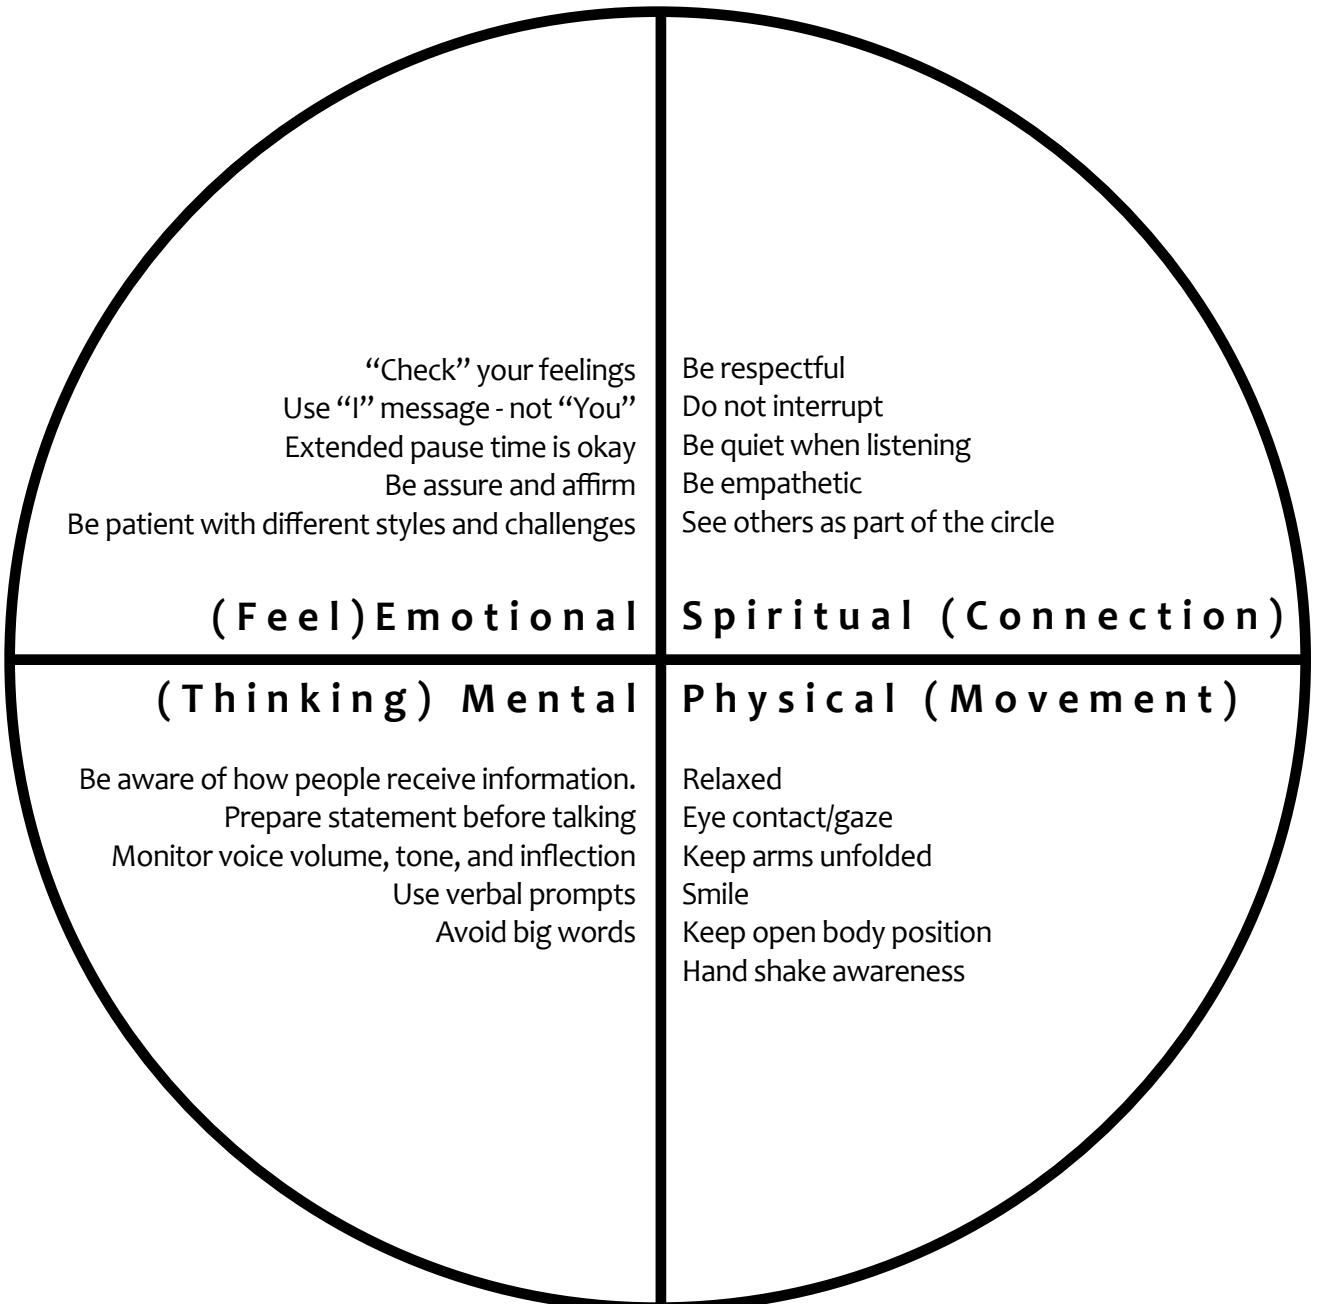 “Check” your feelings
Use “I” message - not “You”
Extended pause time is okay
Be assure and affirm
Be patient with different styles and challenges
(Feel)Emotional
Be respectful
Do not interrupt
Be quiet when listening
Be empathetic
See others as part of the circle
Spiritual (Connection)
(Thinking) Mental
Be aware of how people receive information.
Prepare statement before talking
Monitor voice volume, tone, and inflection
Use verbal prompts
Avoid big words
Physical (Movement)
Relaxed
Eye contact/gaze
Keep arms unfolded
Smile
Keep open body position
Hand shake awareness